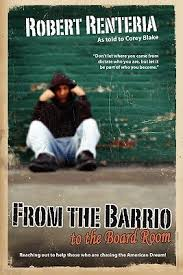 ROBERT RENTERIA
As told to Corey Blake
"Don't let where you came from
dictate who you are, but let it
be part of who you become."
FROM THE BARRIO
to the Board Room
Reaching out to help those who are chasing the American Dream!